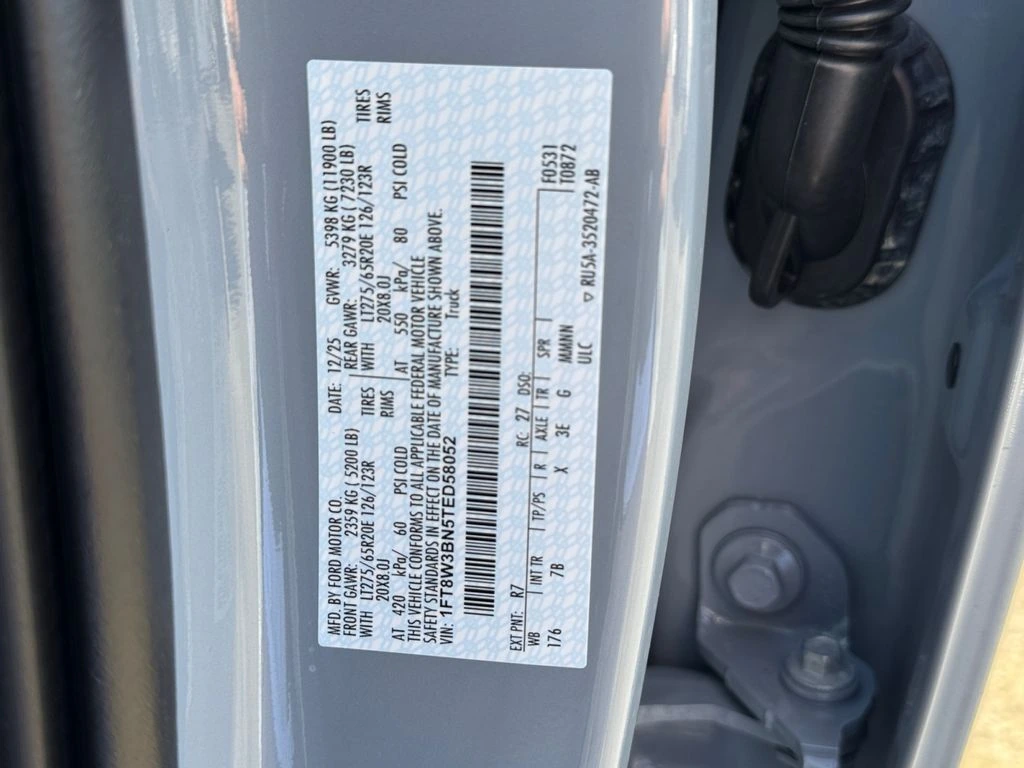 MFD. BY FORD MOTOR CO. DATE: 12/25 GVWR: 5398 KG (11900 LB)
FRONT GAWR: 2359 KG ( 5200 LB) REAR GAWR: 3279 KG ( 7230 LB)
WITH LT275/65R20E 126/123R TIRES WITH LT275/65R20E 126/123R TIRES
20X8.0J RIMS 20X8.0J RIMS
AT 420 kPa/ 60 PSI COLD AT 550 kPa/ 80 PSI COLD
THIS VEHICLE CONFORMS TO ALL APPLICABLE FEDERAL MOTOR VEHICLE
SAFETY STANDARDS IN EFFECT ON THE DATE OF MANUFACTURE SHOWN ABOVE.
VIN: 1FT8W3BN5TED58052 TYPE: Truck
EXT PNT: R7 RC: 27 DSO: F0531
WB INT TR TP/PS R AXLE TR SPR T0872
176 7B X 3E G MMNN
ULC ▽ RU5A-3520472-AB